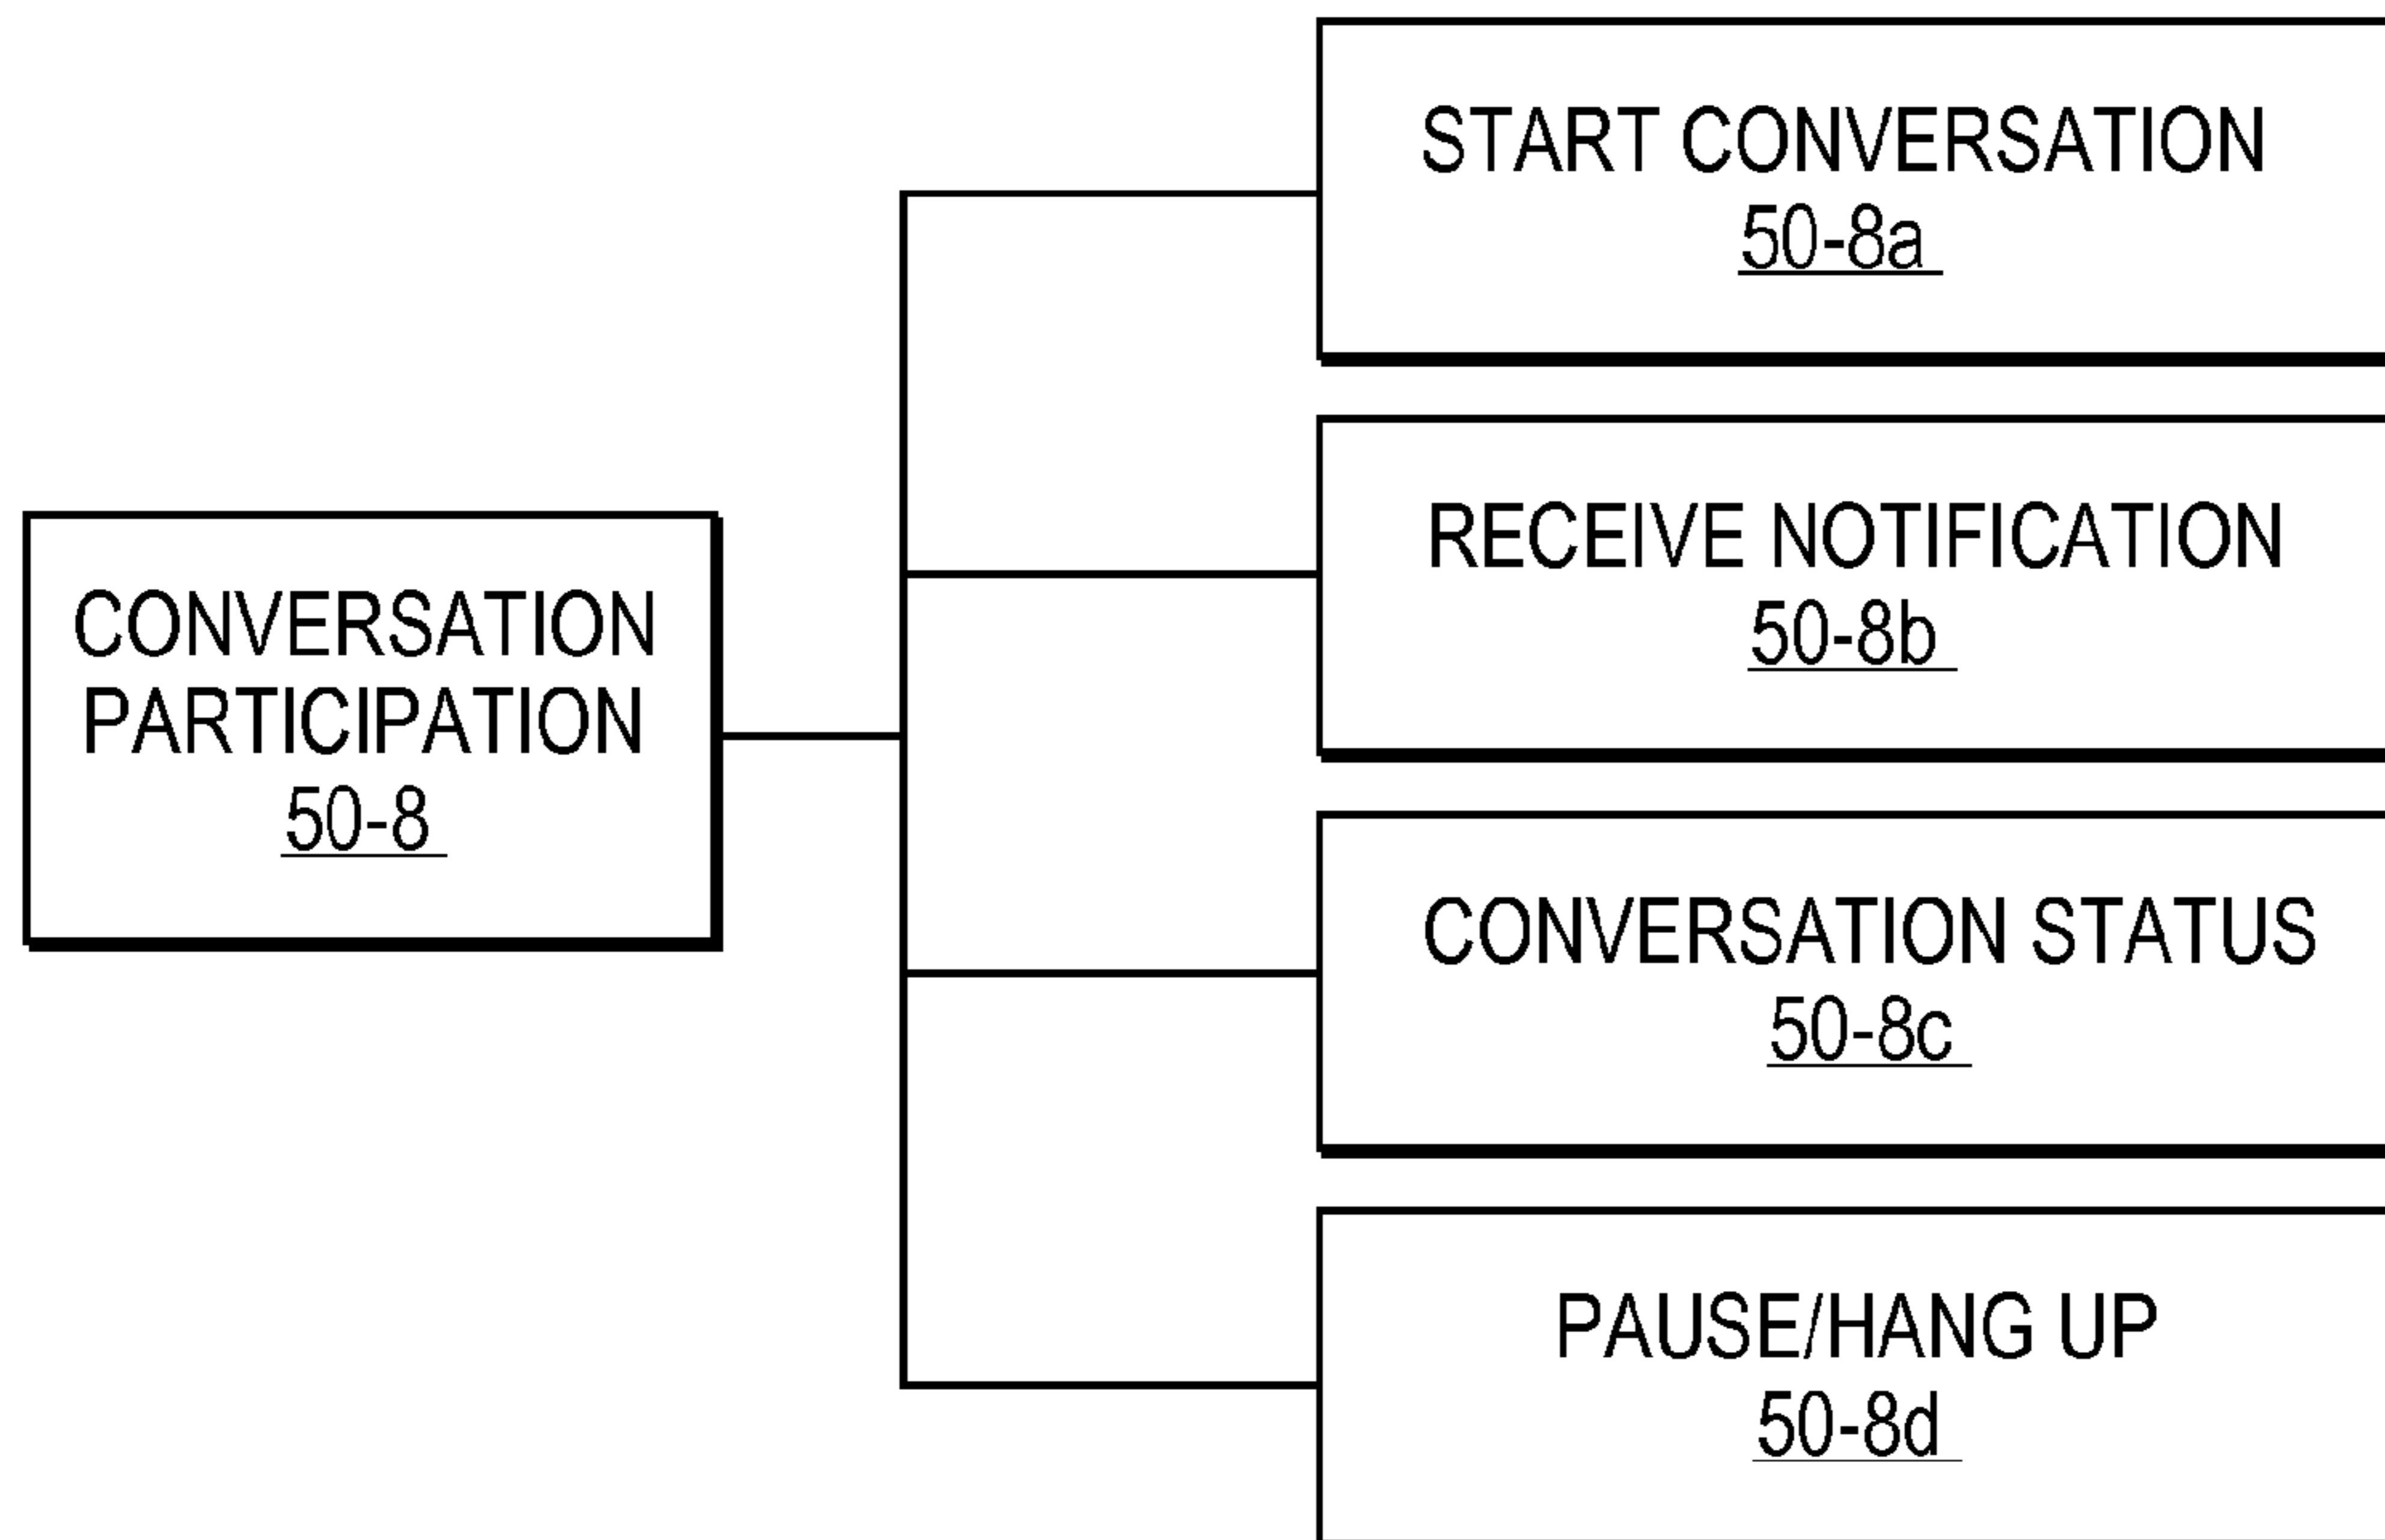 START CONVERSATION
50-8a
RECEIVE NOTIFICATION
50-8b
CONVERSATION
PARTICIPATION
50-8
CONVERSATION STATUS
50-8c
PAUSE/HANG UP
50-8d